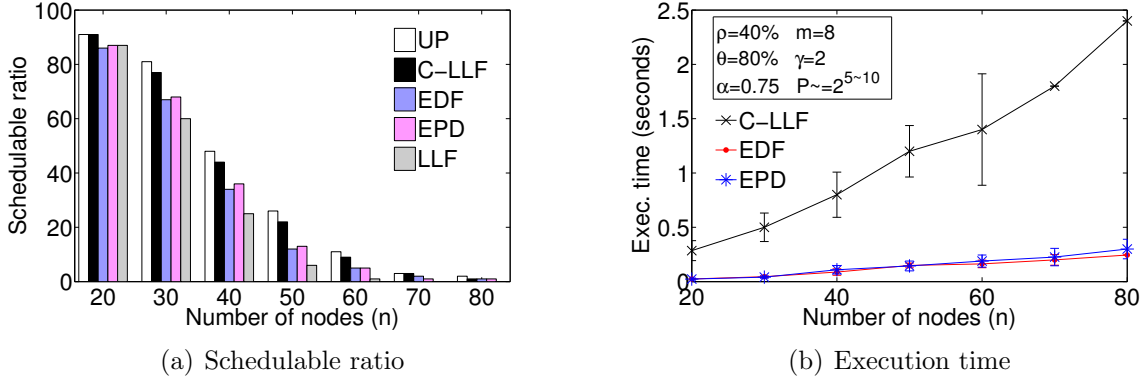 100
80
60
40
20
0
Schedulable ratio
UP
C-LLF
EDF
EPD
LLF
20 30 40 50 60 70 80
Number of nodes (n)
(a) Schedulable ratio
2.5
2
1.5
1
0.5
0
Exec. time (seconds)
ρ=40% m=8
θ=80% γ=2
α=0.75 P~=2^{5~10}
C-LLF
EDF
EPD
20 30 40 50 60 70 80
Number of nodes (n)
(b) Execution time